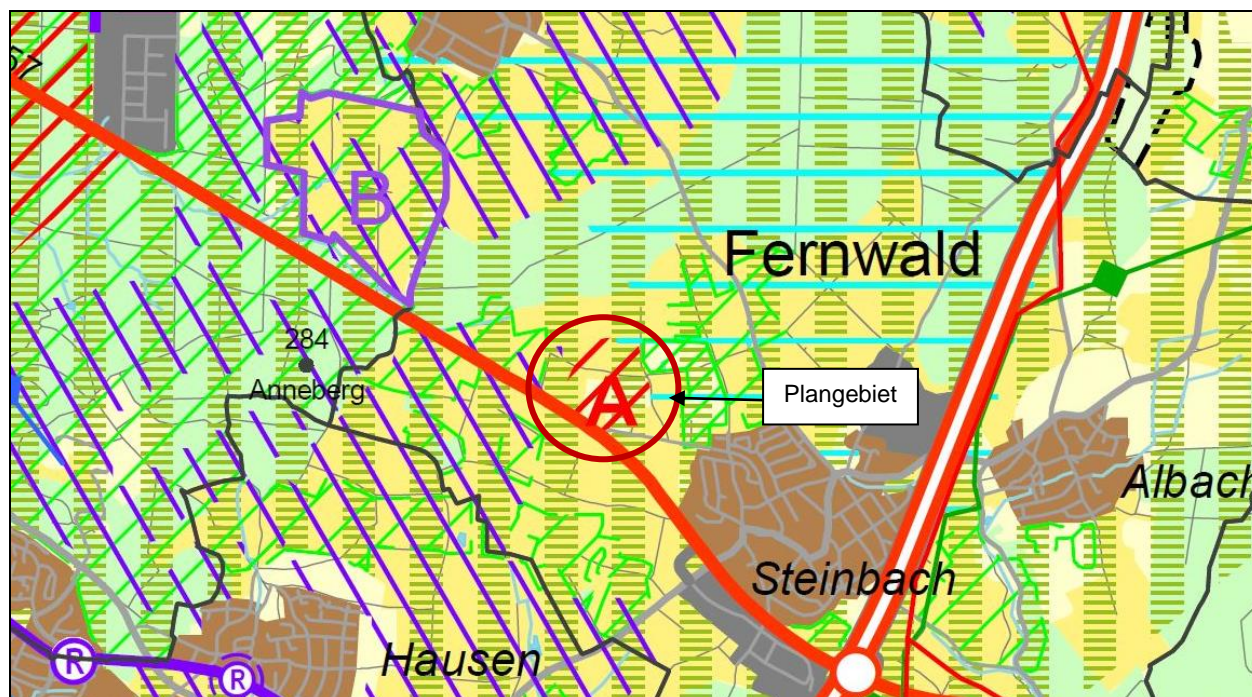 57
B
Fernwald
284
Anneberg
A
Plangebiet
Albach
Steinbach
Hausen
R
R